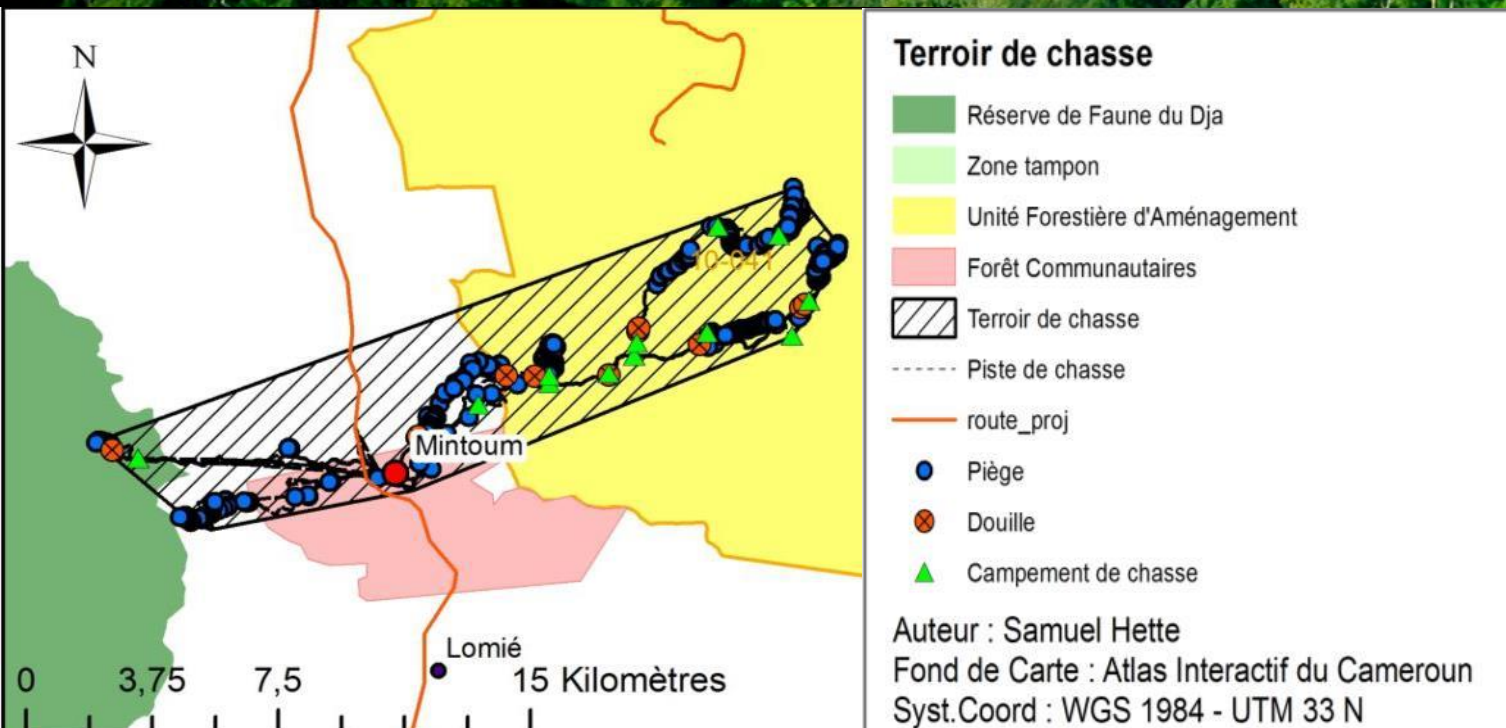 N
10-041
Mintoum
Lomié
0 3,75 7,5 15 Kilomètres
Terroir de chasse
Réserve de Faune du Dja
Zone tampon
Unité Forestière d'Aménagement
Forêt Communautaires
Terroir de chasse
Piste de chasse
route_proj
Piège
Douille
Campement de chasse
Auteur : Samuel Hette
Fond de Carte : Atlas Interactif du Cameroun
Syst.Coord : WGS 1984 - UTM 33 N